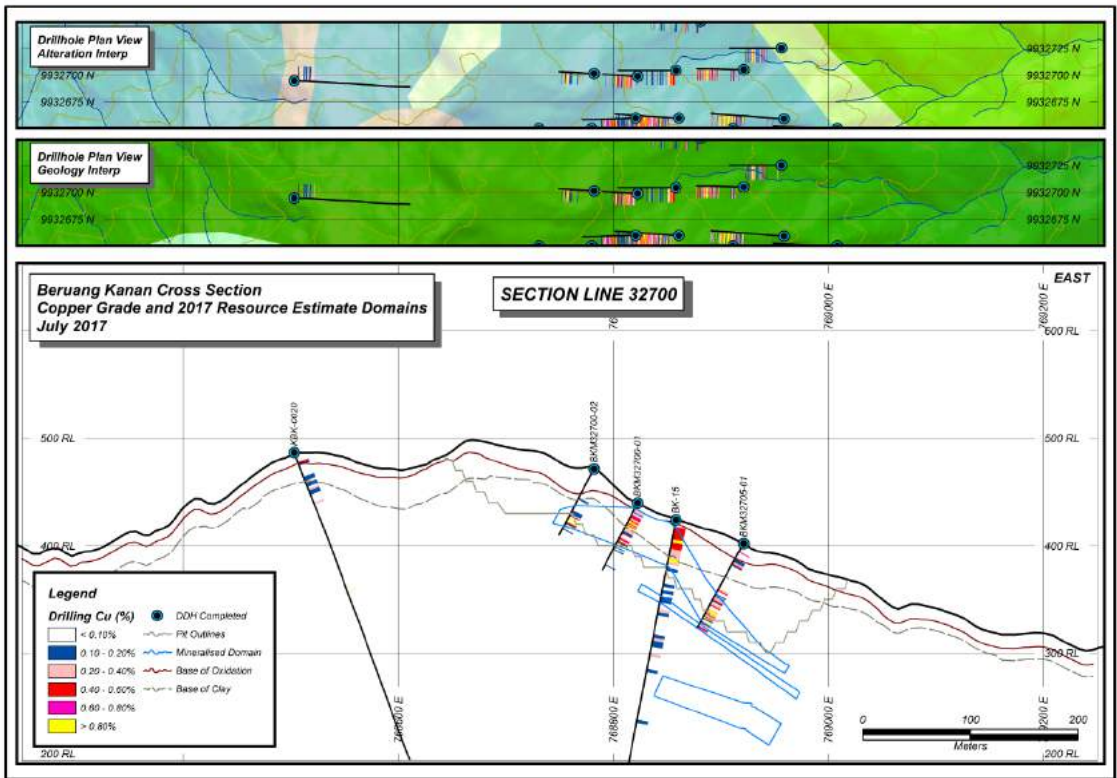 Drillhole Plan View
Alteration Interp
9932725 N
9932700 N
9932700 N
9932675 N
9932675 N
Drillhole Plan View
Geology Interp
9932725 N
9932700 N
9932700 N
9932675 N
9932675 N
Beruang Kanan Cross Section
Copper Grade and 2017 Resource Estimate Domains
July 2017
SECTION LINE 32700
EAST
769000 E
769200 E
600 RL
500 RL
500 RL
400 RL
400 RL
300 RL
200 RL
200 RL
KBK-0020
BKM32700-02
BKM32700-01
BK-15
BKM32705-01
Legend
Drilling Cu (%)
< 0.10%
0.10 - 0.20%
0.20 - 0.40%
0.40 - 0.60%
0.60 - 0.80%
> 0.80%
DDH Completed
Pit Outlines
Mineralised Domain
Base of Oxidation
Base of Clay
768600 E
768800 E
769000 E
769200 E
0
100
200
Meters